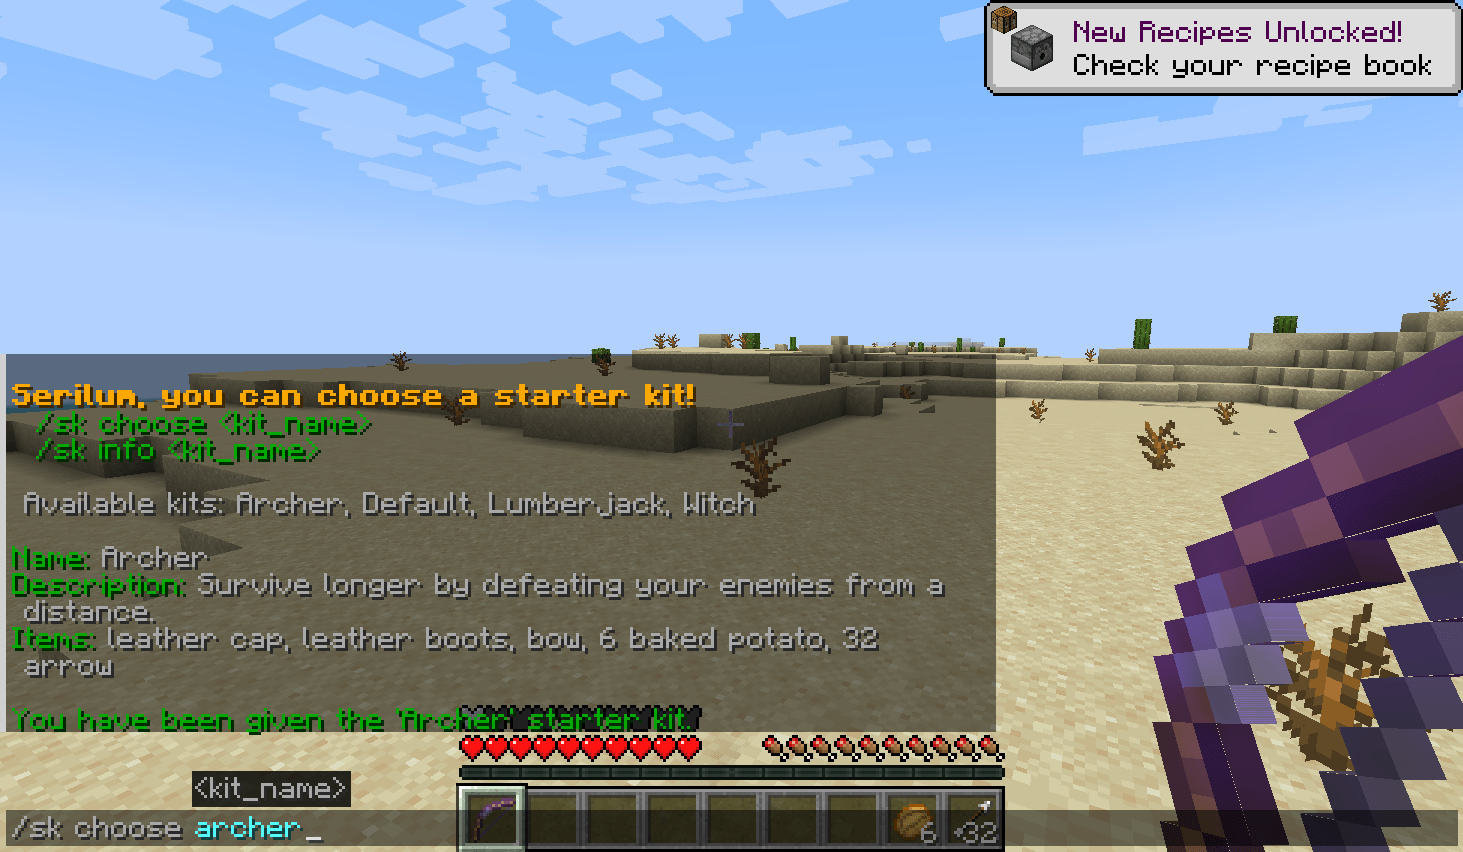 New Recipes Unlocked!
Check your recipe book
Serilum, you can choose a starter kit!
/sk choose <kit_name>
/sk info <kit_name>
Available kits: Archer, Default, Lumberjack, Witch
Name: Archer
Description: Survive longer by defeating your enemies from a
distance.
Items: leather cap, leather boots, bow, 6 baked potato, 32
arrow
You have been given the 'Archer' starter kit.
<kit_name>
/sk choose archer_
6
32